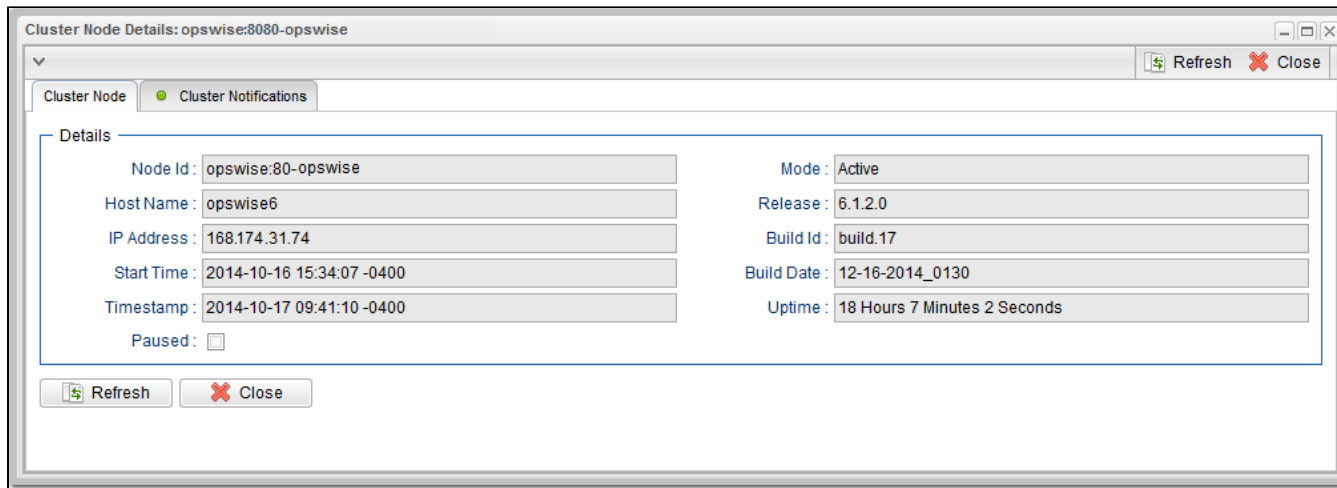 Cluster Node Details: opswise:8080-opswise
Refresh Close
Cluster Node Cluster Notifications
Details
Node Id : opswise:80-opswise Mode : Active
Host Name : opswise6 Release : 6.1.2.0
IP Address : 168.174.31.74 Build Id : build.17
Start Time : 2014-10-16 15:34:07 -0400 Build Date : 12-16-2014_0130
Timestamp : 2014-10-17 09:41:10 -0400 Uptime : 18 Hours 7 Minutes 2 Seconds
Paused :
Refresh Close